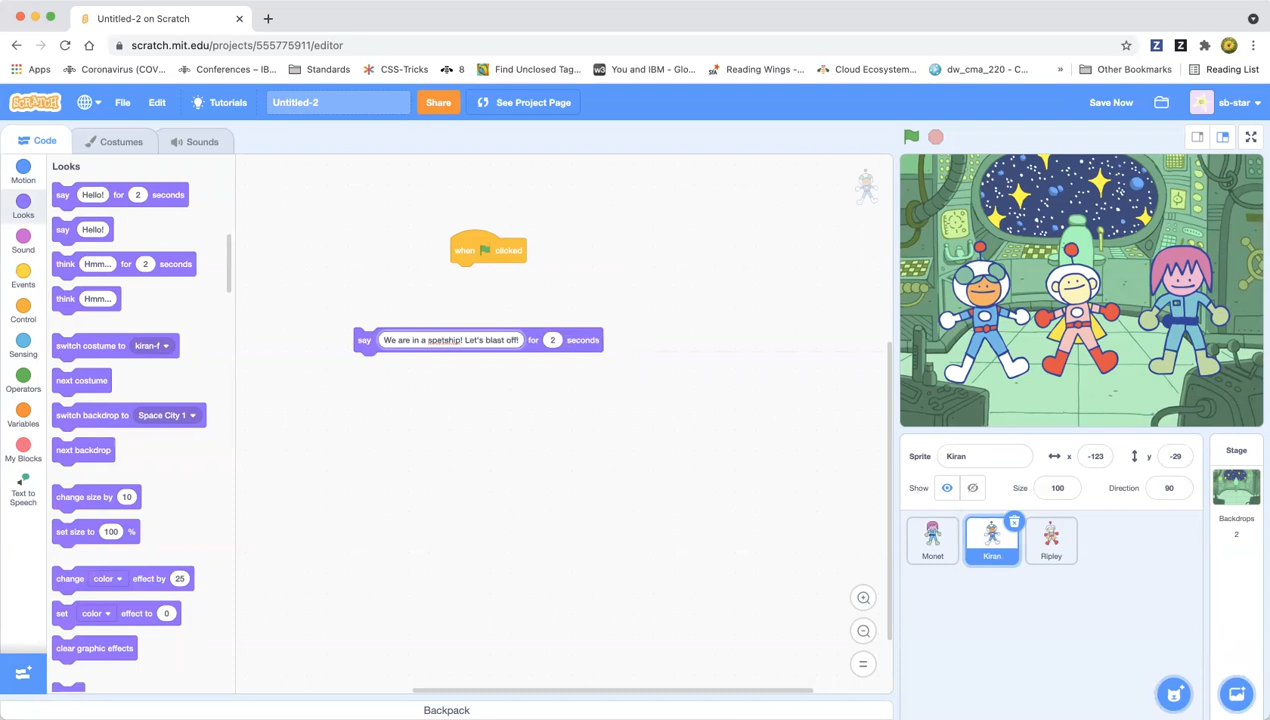 Untitled-2 on Scratch
scratch.mit.edu/projects/555775911/editor
Apps Coronavirus (COV... Conferences – IB... Standards CSS-Tricks 8 Find Unclosed Tag... w3 You and IBM - Glo... Reading Wings -... Cloud Ecosystem... dw_cma_220 - C... » Other Bookmarks Reading List
SCRATCH File Edit Tutorials Untitled-2 Share See Project Page Save Now sb-star
Code Costumes Sounds
Motion
Looks
Sound
Events
Control
Sensing
Operators
Variables
My Blocks
Text to
Speech
Looks
say Hello! for 2 seconds
say Hello!
think Hmm... for 2 seconds
think Hmm...
switch costume to kiran-f
next costume
switch backdrop to Space City 1
next backdrop
change size by 10
set size to 100 %
change color effect by 25
set color effect to 0
clear graphic effects
when clicked
say We are in a spetship! Let's blast off! for 2 seconds
Sprite Kiran x -123 y -29
Show Size 100 Direction 90
Monet Kiran Ripley
Stage
Backdrops
2
Backpack